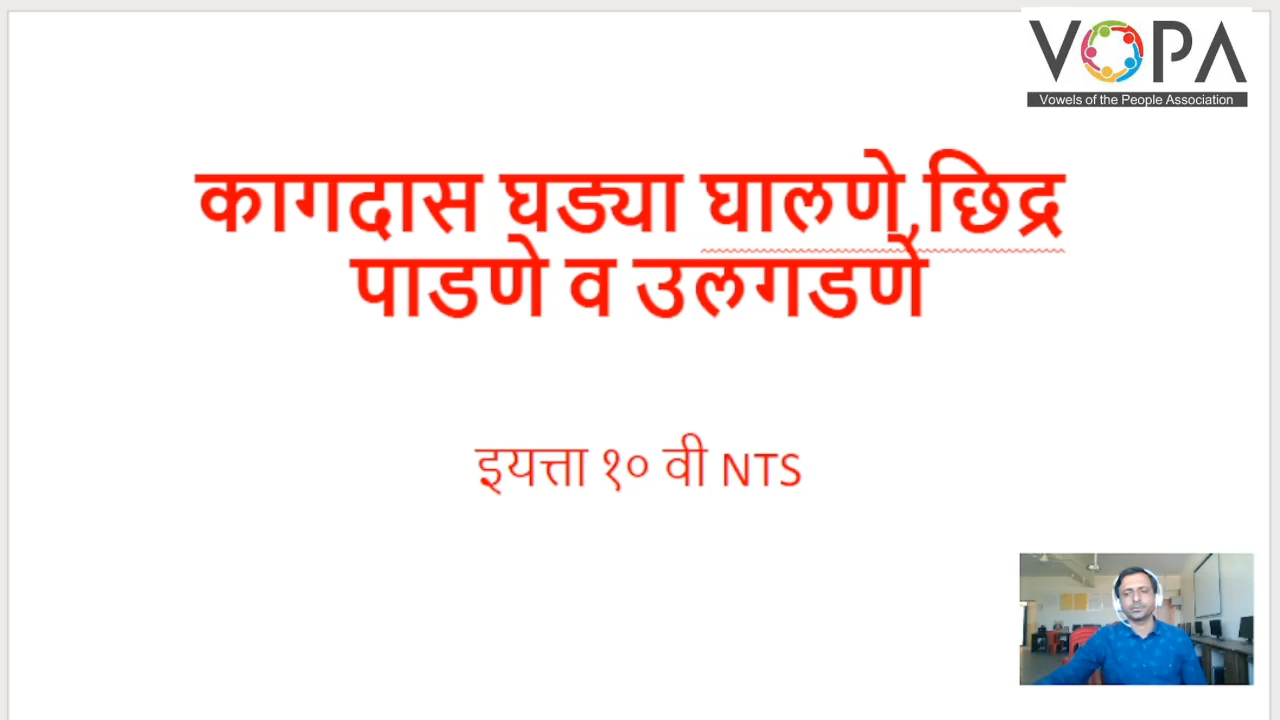 VOPA
Vowels of the People Association
कागदास घड्या घालणे,छिद्र
पाडणे व उलगडणे
इयत्ता १० वी NTS